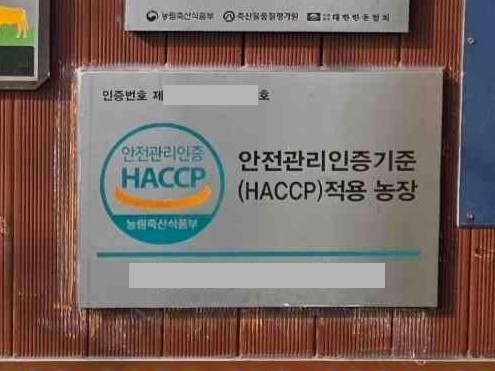 농림축산식품부 축산물품질평가원 대한한돈협회
인증번호 제 호
안전관리인증
HACCP
농림축산식품부
안전관리인증기준
(HACCP)적용 농장